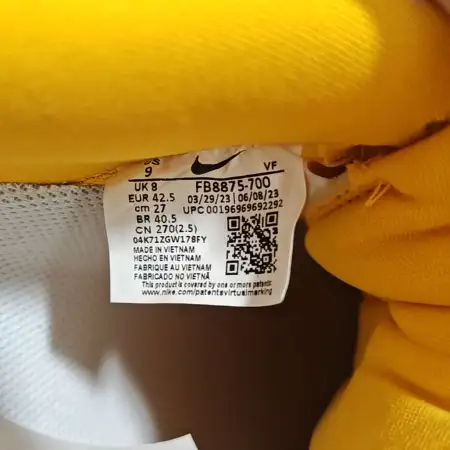 US
9
VF
UK 8
FB8875-700
EUR 42.5
03/29/23 | 06/08/23
cm 27
UPC 00196969692292
BR 40.5
CN 270(2.5)
04K71ZGW178FY
MADE IN VIETNAM
HECHO EN VIETNAM
FABRIQUE AU VIETNAM
FABRICADO NO VIETNÃ
This product is covered by one or more patents
www.nike.com/patentsvirtualmarking